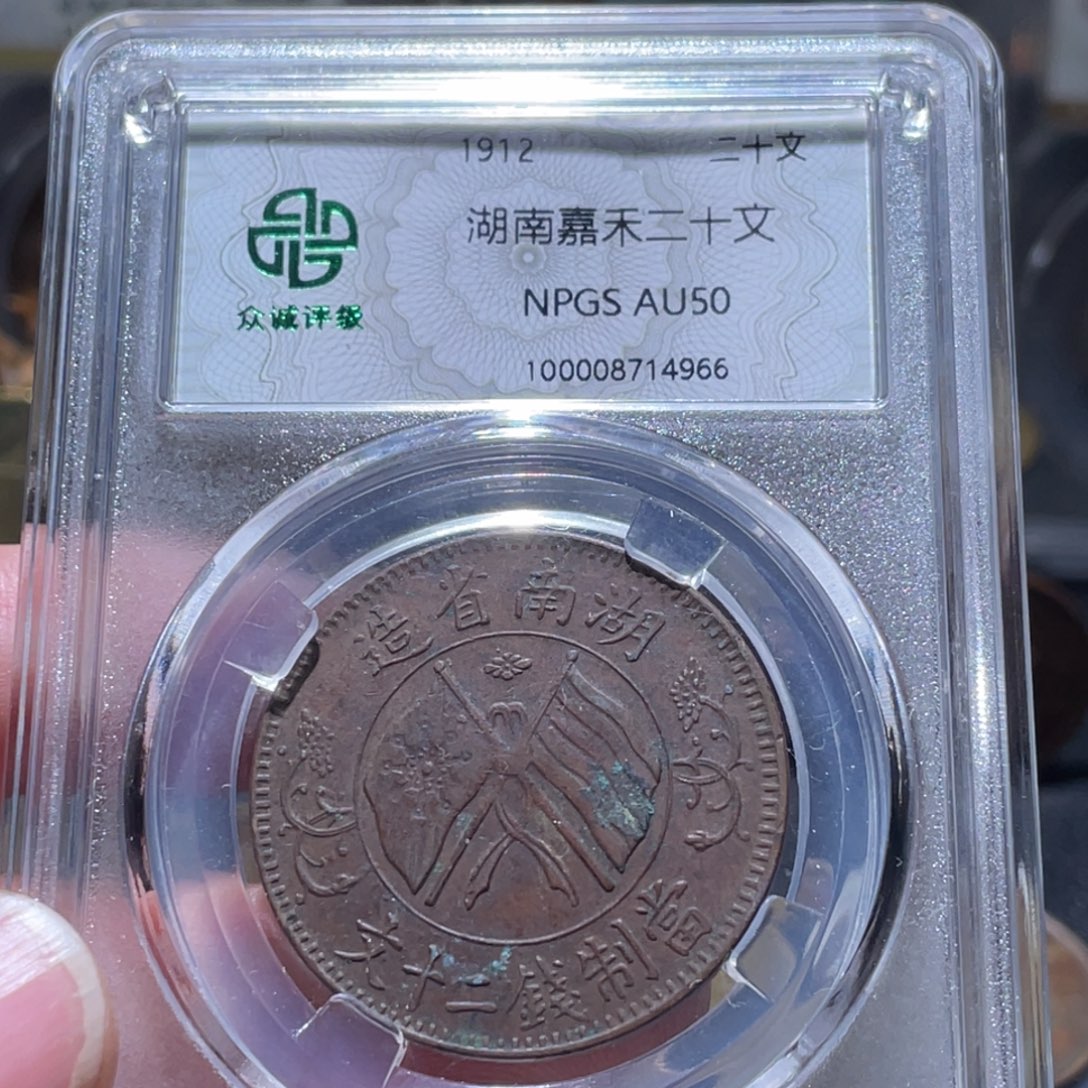 1912 二十文
湖南嘉禾二十文
众诚评级
NPGS AU50
100008714966
湖南省造
當制錢二十文